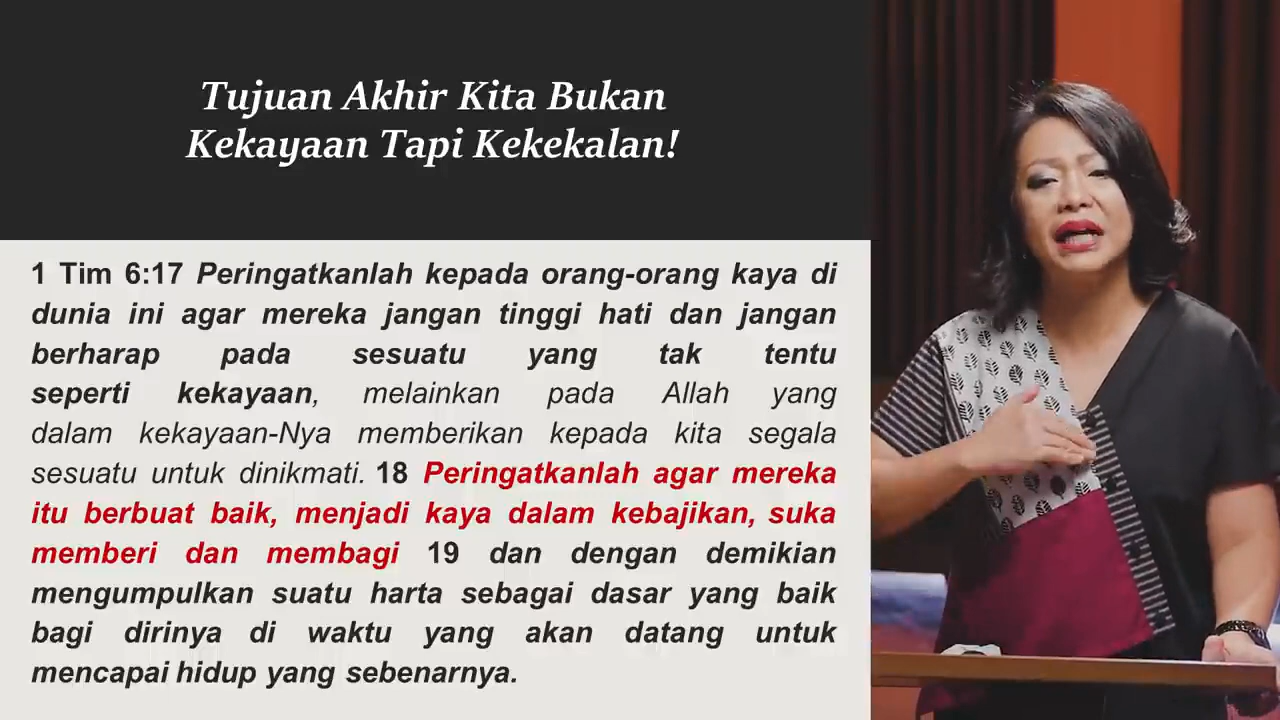 Tujuan Akhir Kita Bukan
Kekayaan Tapi Kekekalan!
1 Tim 6:17 Peringatkanlah kepada orang-orang kaya di
dunia ini agar mereka jangan tinggi hati dan jangan
berharap pada sesuatu yang tak tentu
seperti kekayaan, melainkan pada Allah yang
dalam kekayaan-Nya memberikan kepada kita segala
sesuatu untuk dinikmati. 18 Peringatkanlah agar mereka
itu berbuat baik, menjadi kaya dalam kebajikan, suka
memberi dan membagi 19 dan dengan demikian
mengumpulkan suatu harta sebagai dasar yang baik
bagi dirinya di waktu yang akan datang untuk
mencapai hidup yang sebenarnya.